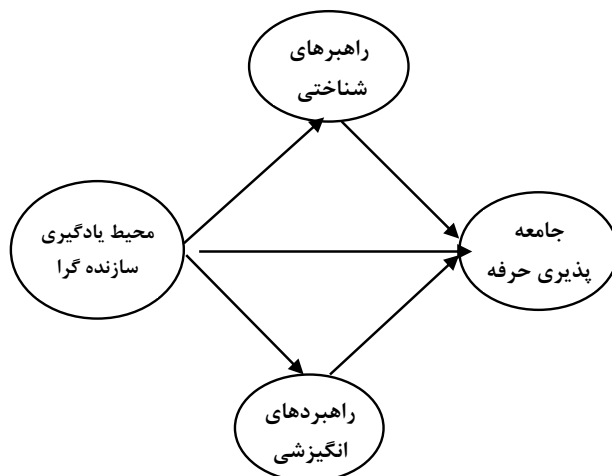 راهبرهای
شناختی
محیط یادگیری
سازنده گرا
جامعه
پذیری حرفه
راهبردهای
انگیزشی